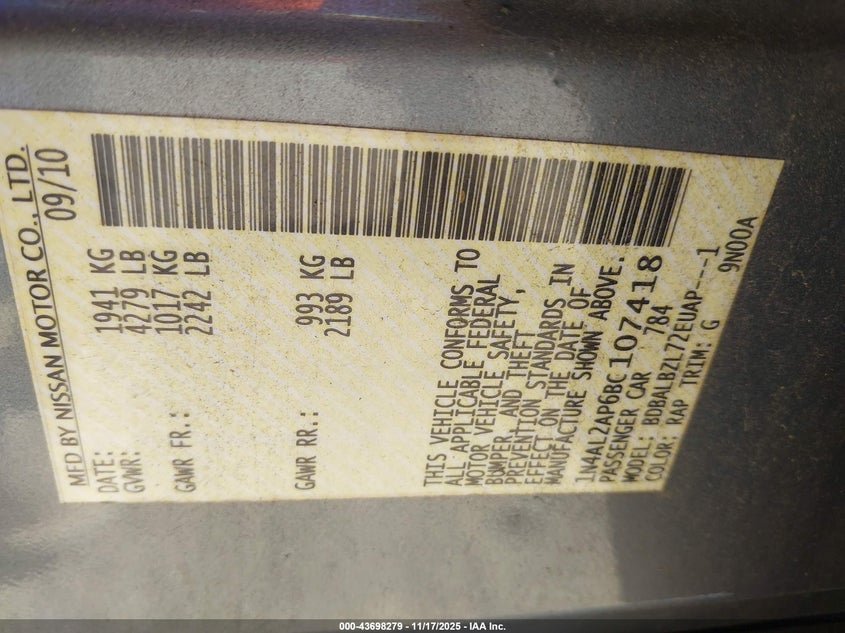 MFD BY NISSAN MOTOR CO., LTD.
DATE: 09/10
GVWR: 1941 KG
4279 LB
GAWR FR.: 1017 KG
2242 LB
GAWR RR.: 993 KG
2189 LB
THIS VEHICLE CONFORMS TO
ALL APPLICABLE FEDERAL
MOTOR VEHICLE SAFETY,
BUMPER, AND THEFT
PREVENTION STANDARDS IN
EFFECT ON THE DATE OF
MANUFACTURE SHOWN ABOVE.
1N4AL2AP6BC107418
PASSENGER CAR 784
MODEL: BDBALBZL72EUAP---1
COLOR: RAP TRIM: G 9N00A
000-43698279 - 11/17/2025 - IAA Inc.